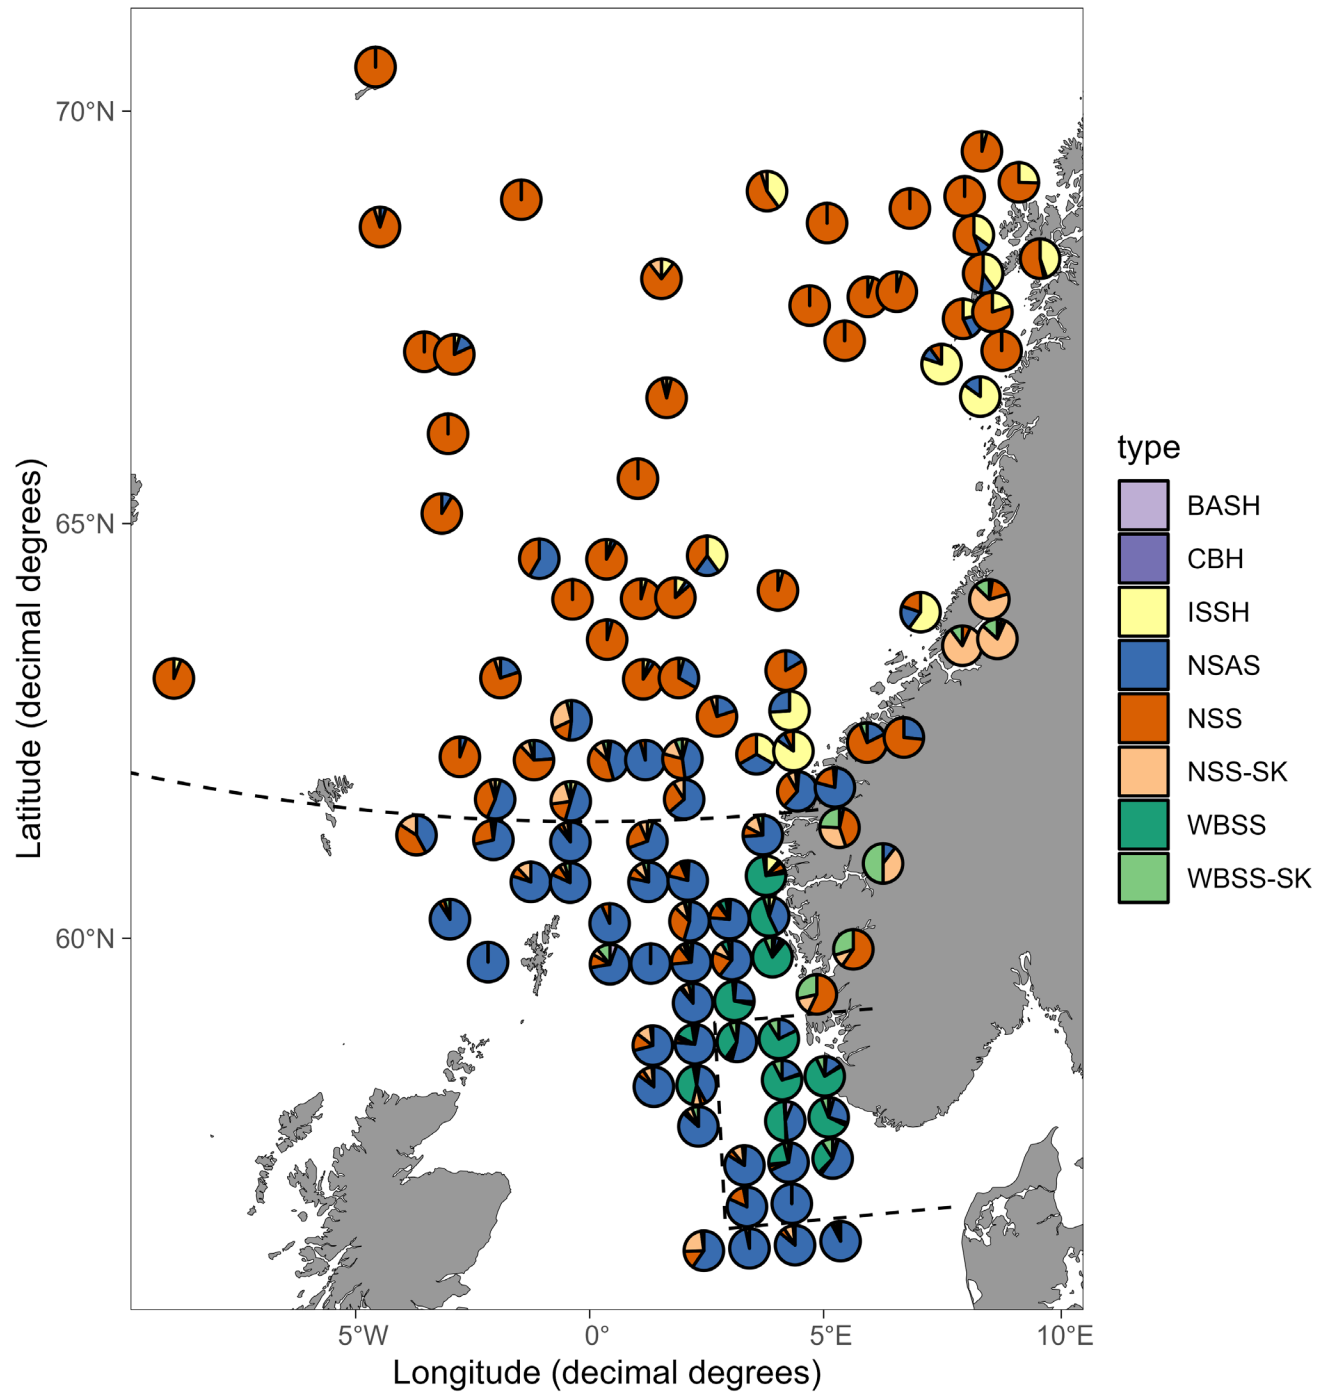 70°N
65°N
60°N
Latitude (decimal degrees)
5°W
0°
5°E
10°E
Longitude (decimal degrees)
type
BASH
CBH
ISSH
NSAS
NSS
NSS-SK
WBSS
WBSS-SK